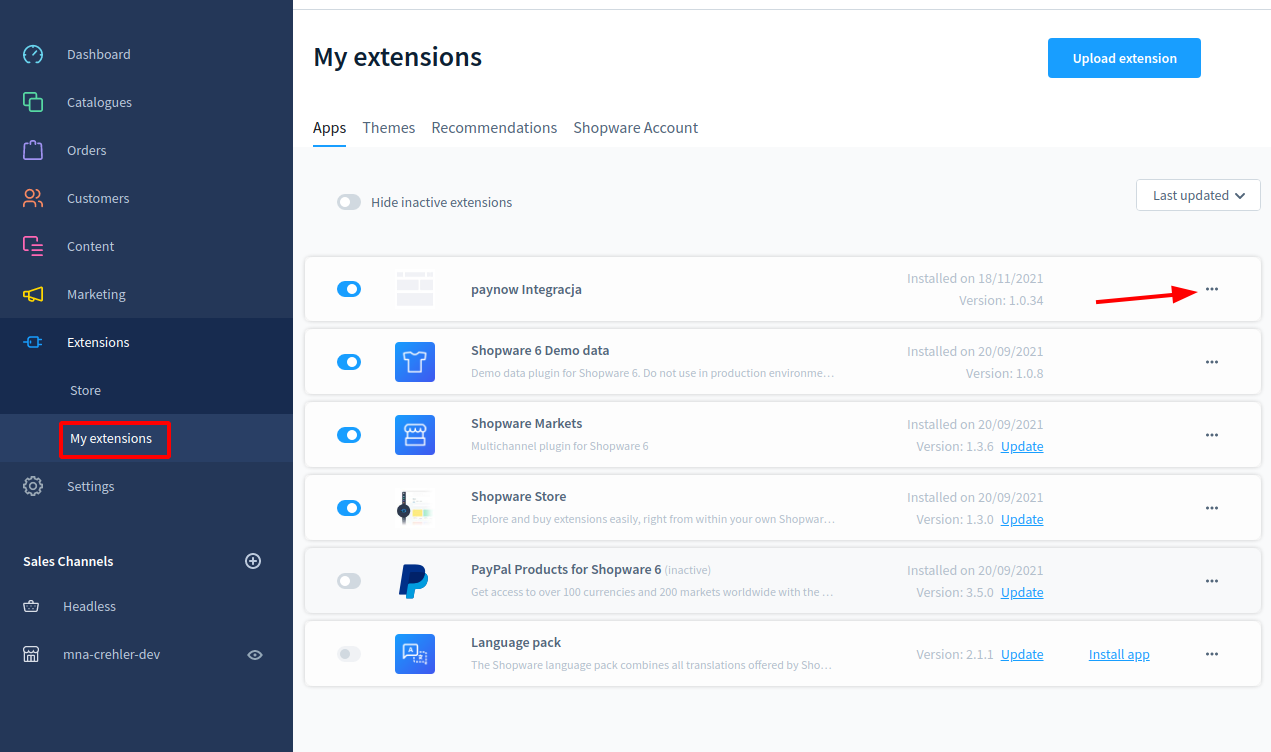 Dashboard
Catalogues
Orders
Customers
Content
Marketing
Extensions
Store
My extensions
Settings
Sales Channels
Headless
mna-crehler-dev
My extensions
Upload extension
Apps Themes Recommendations Shopware Account
Hide inactive extensions
Last updated
paynow Integracja
Installed on 18/11/2021
Version: 1.0.34
Shopware 6 Demo data
Demo data plugin for Shopware 6. Do not use in production environme…
Installed on 20/09/2021
Version: 1.0.8
Shopware Markets
Multichannel plugin for Shopware 6
Installed on 20/09/2021
Version: 1.3.6 Update
Shopware Store
Explore and buy extensions easily, right from within your own Shopwar…
Installed on 20/09/2021
Version: 1.3.0 Update
PayPal Products for Shopware 6 (inactive)
Get access to over 100 currencies and 200 markets worldwide with the …
Installed on 20/09/2021
Version: 3.5.0 Update
Language pack
The Shopware language pack combines all translations offered by Sho…
Version: 2.1.1 Update
Install app